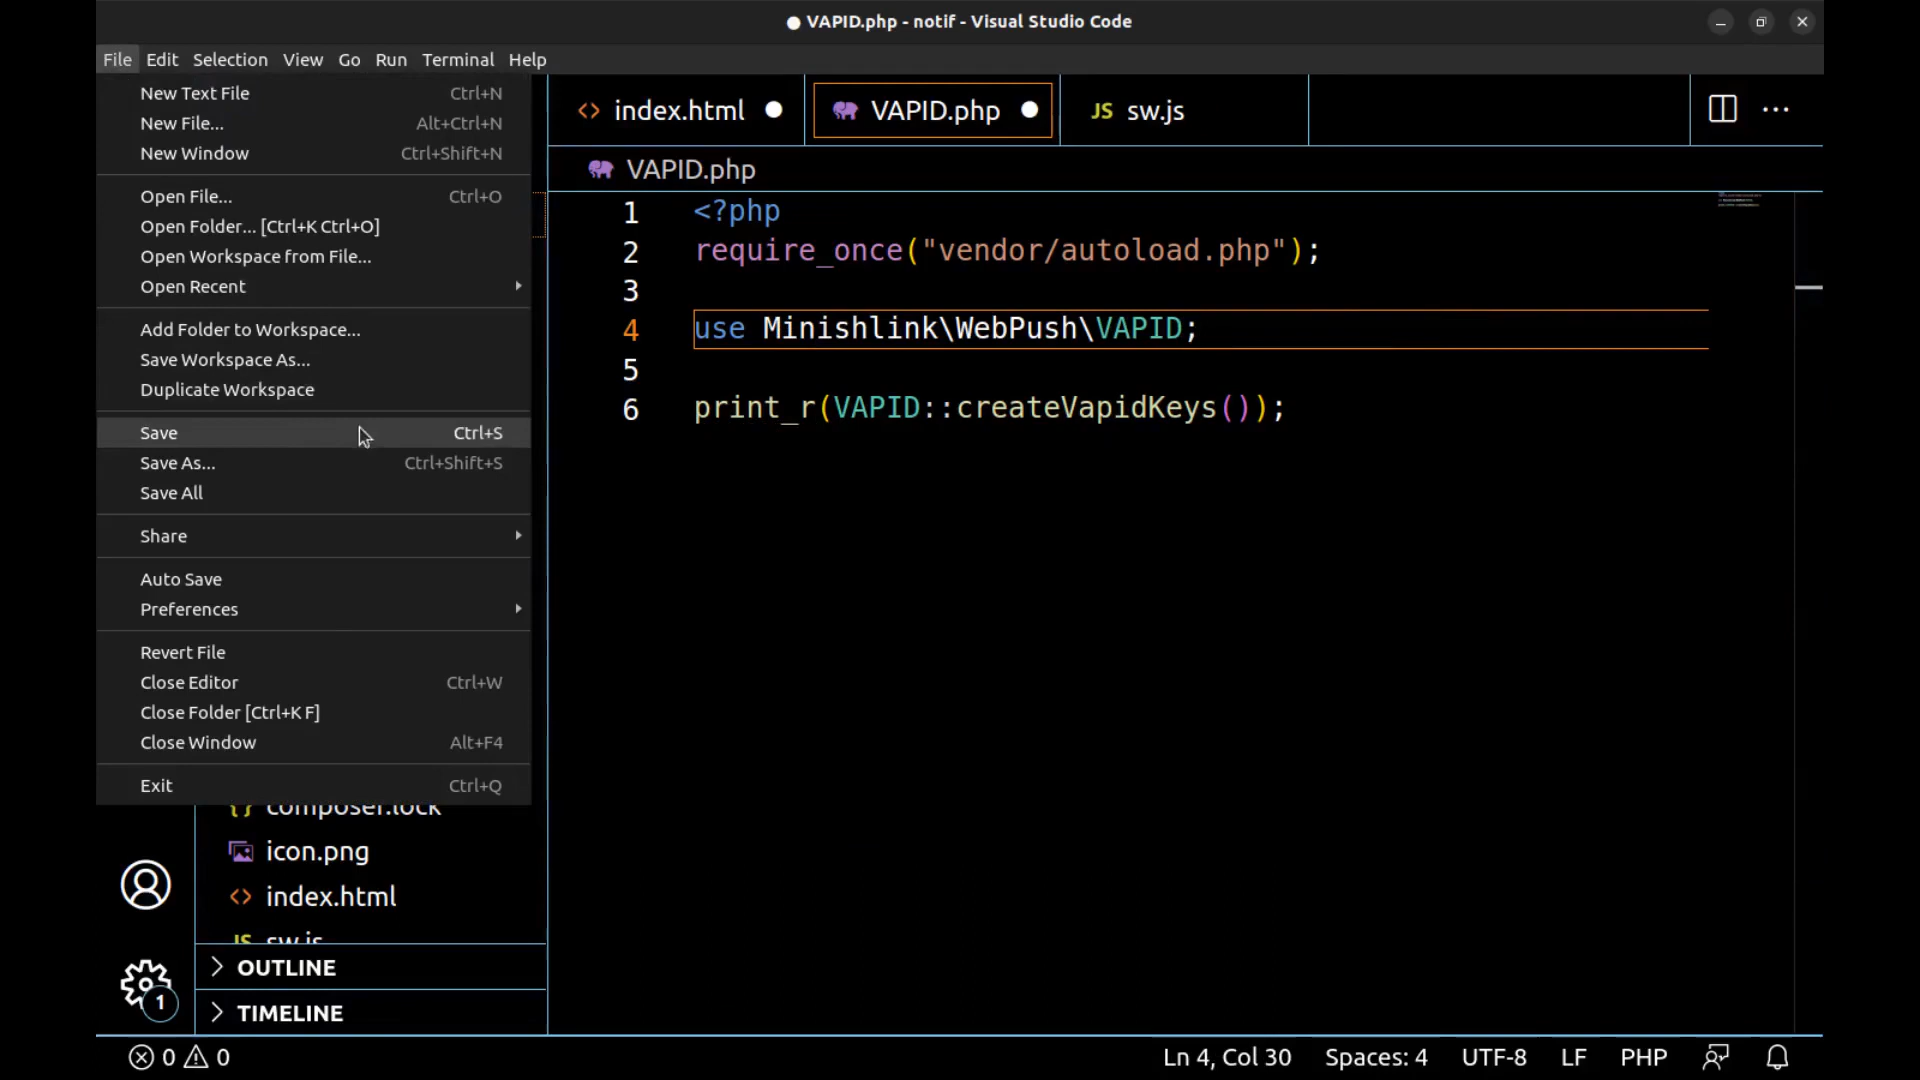 ● VAPID.php - notif - Visual Studio Code
File Edit Selection View Go Run Terminal Help
New Text File Ctrl+N
New File... Alt+Ctrl+N
New Window Ctrl+Shift+N
Open File... Ctrl+O
Open Folder... [Ctrl+K Ctrl+O]
Open Workspace from File...
Open Recent
Add Folder to Workspace...
Save Workspace As...
Duplicate Workspace
Save Ctrl+S
Save As... Ctrl+Shift+S
Save All
Share
Auto Save
Preferences
Revert File
Close Editor Ctrl+W
Close Folder [Ctrl+K F]
Close Window Alt+F4
Exit Ctrl+Q
{} composer.lock
icon.png
<> index.html
JS sw.js
OUTLINE
TIMELINE
1
<> index.html
VAPID.php
JS sw.js
VAPID.php
1 <?php
2 require_once("vendor/autoload.php");
3
4 use Minishlink\WebPush\VAPID;
5
6 print_r(VAPID::createVapidKeys());
0 0
Ln 4, Col 30 Spaces: 4 UTF-8 LF PHP